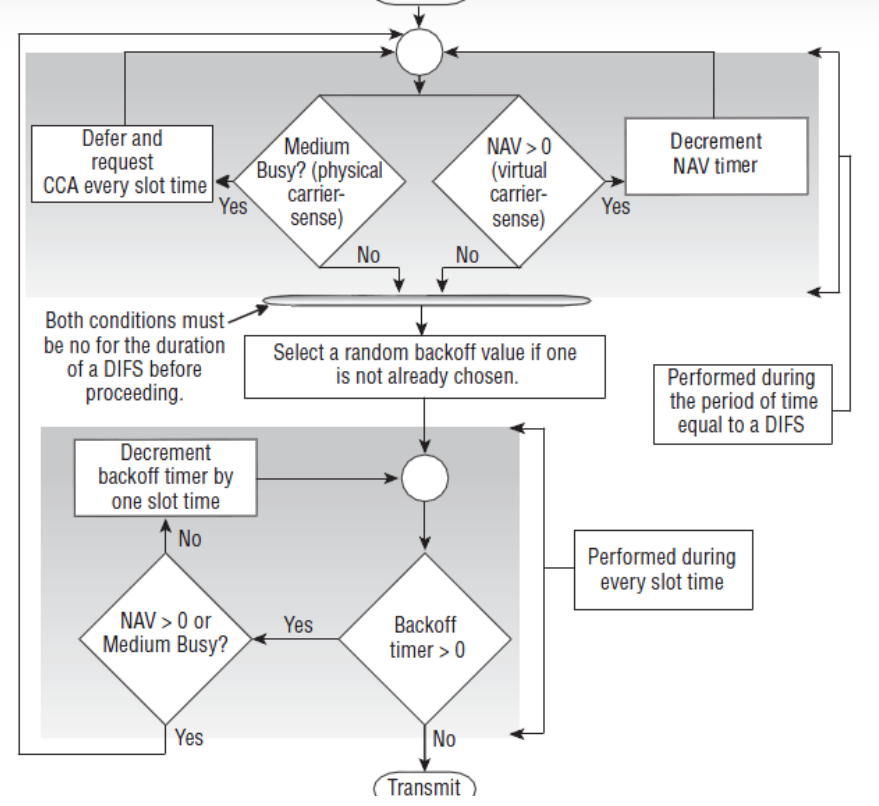 Defer and
request
CCA every slot time
Yes
Medium
Busy? (physical
carrier-
sense)
No
NAV > 0
(virtual
carrier-
sense)
No
Yes
Decrement
NAV timer
Both conditions must
be no for the duration
of a DIFS before
proceeding.
Select a random backoff value if one
is not already chosen.
Performed during
the period of time
equal to a DIFS
Decrement
backoff timer by
one slot time
No
NAV > 0 or
Medium Busy?
Yes
Yes
Backoff
timer > 0
No
Performed during
every slot time
Transmit